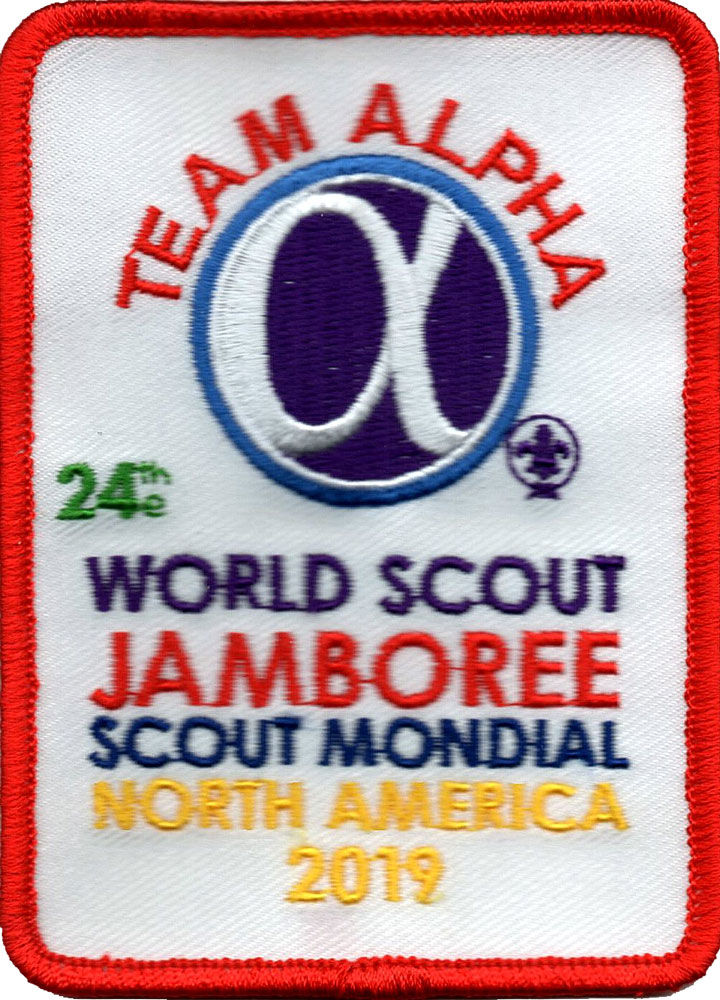 TEAM ALPHA
α
24th/e
WORLD SCOUT
JAMBOREE
SCOUT MONDIAL
NORTH AMERICA
2019